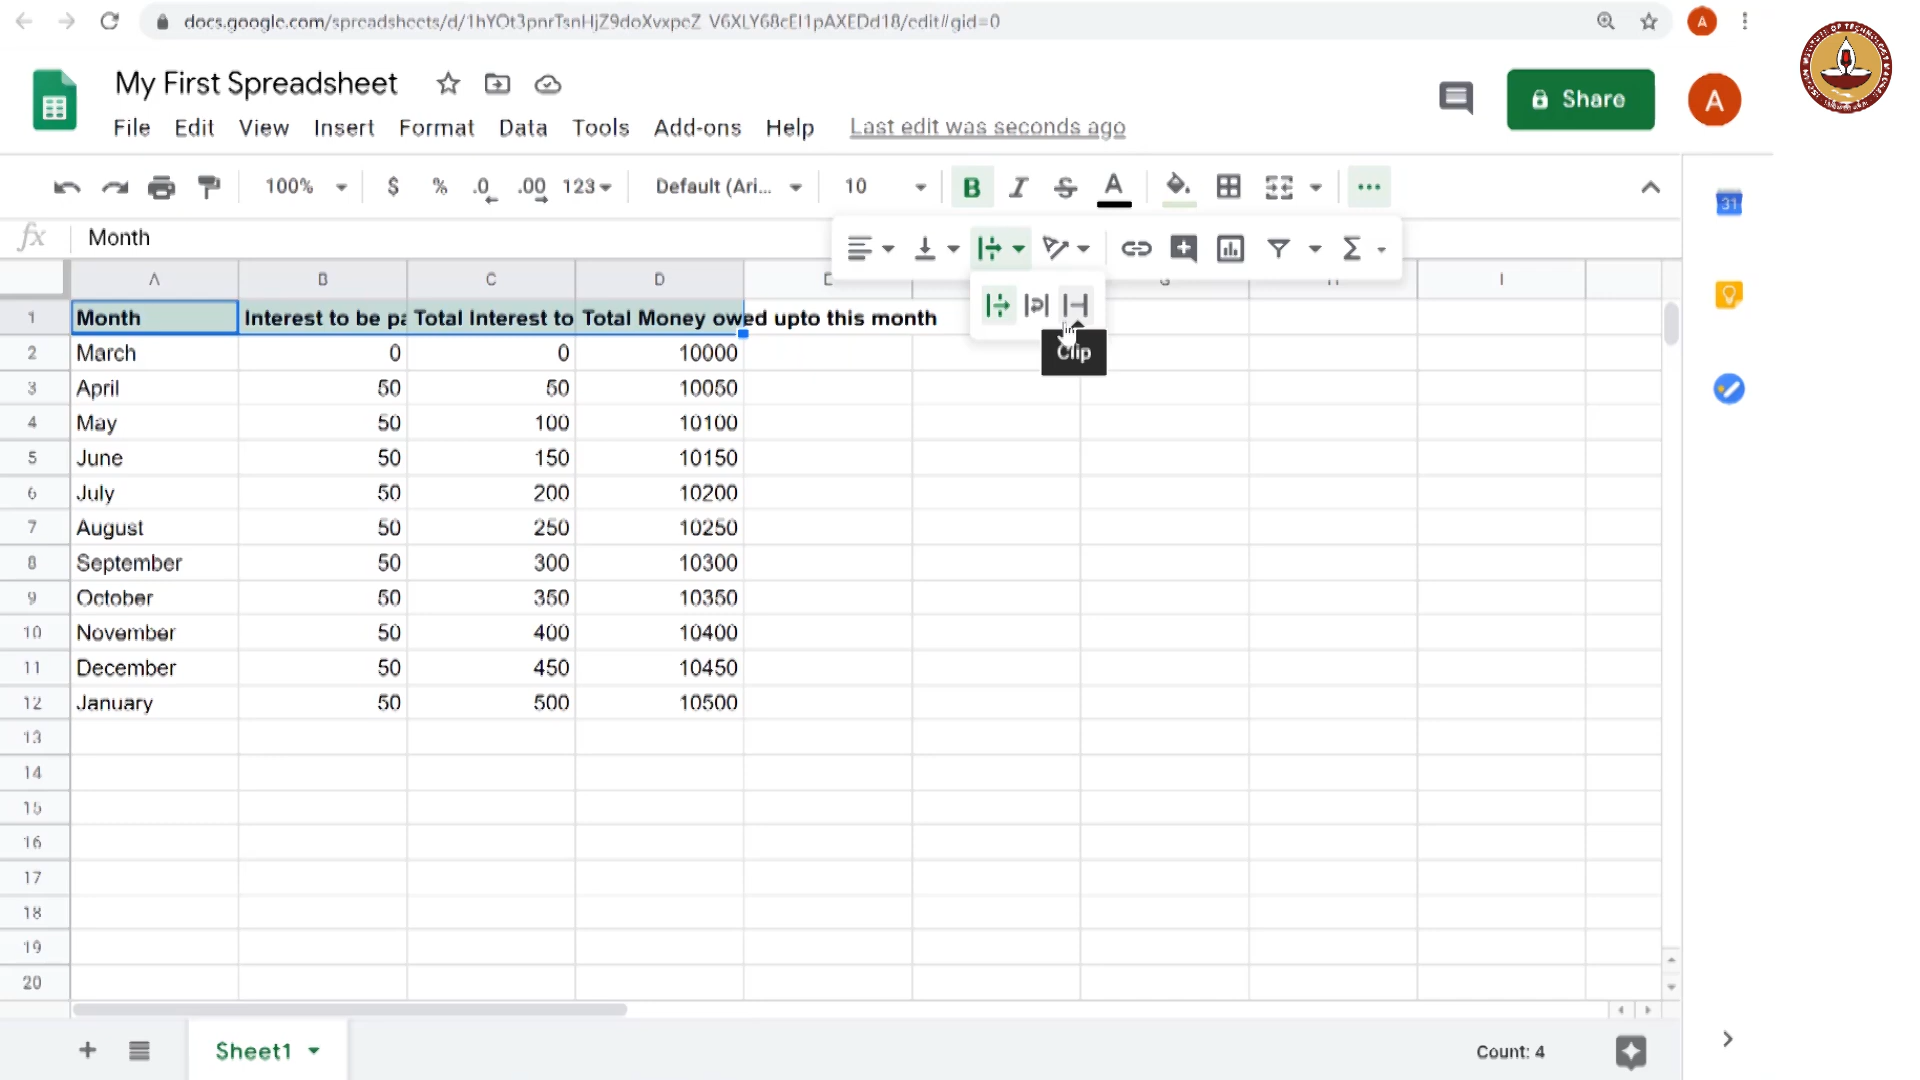 docs.google.com/spreadsheets/d/1hYOt3pnrTsnHjZ9doXvxpcZ_V6XLY68cEI1pAXEDd18/edit#gid=0
A
My First Spreadsheet
Share
A
File Edit View Insert Format Data Tools Add-ons Help Last edit was seconds ago
100% $ % .0 .00 123 Default (Ari... 10 B I S A
31
fx Month
A B C D I
1 Month Interest to be pa Total Interest to Total Money owed upto this month
Clip
2 March 0 0 10000
3 April 50 50 10050
4 May 50 100 10100
5 June 50 150 10150
6 July 50 200 10200
7 August 50 250 10250
8 September 50 300 10300
9 October 50 350 10350
10 November 50 400 10400
11 December 50 450 10450
12 January 50 500 10500
13
14
15
16
17
18
19
20
Sheet1
Count: 4